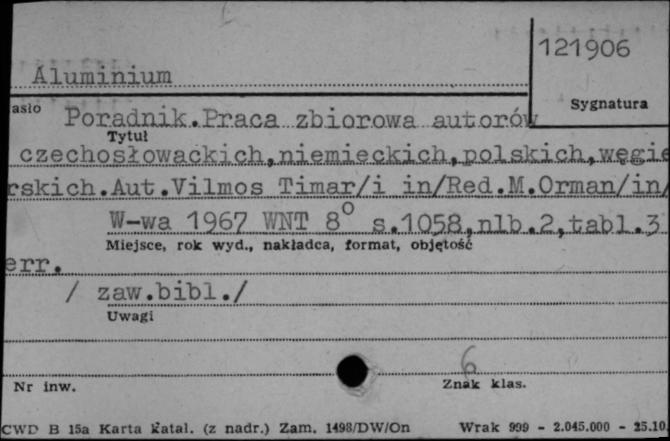 121906
Aluminium
asło
Sygnatura
Poradnik.Praca zbiorowa autorów
Tytuł
czechosłowackich,niemieckich,polskich,węgie
rskich.Aut.Vilmos Timar/i in/Red.M.Orman/in/
W-wa 1967 WNT 8° s.1058,nlb.2,tabl.3
Miejsce, rok wyd., nakładca, format, objętość
err.
/ zaw.bibl./
Uwagi
6
Nr inw.
Znak klas.
CWD B 15a Karta katal. (z nadr.) Zam. 1498/DW/On Wrak 999 - 2.045.000 - 25.10